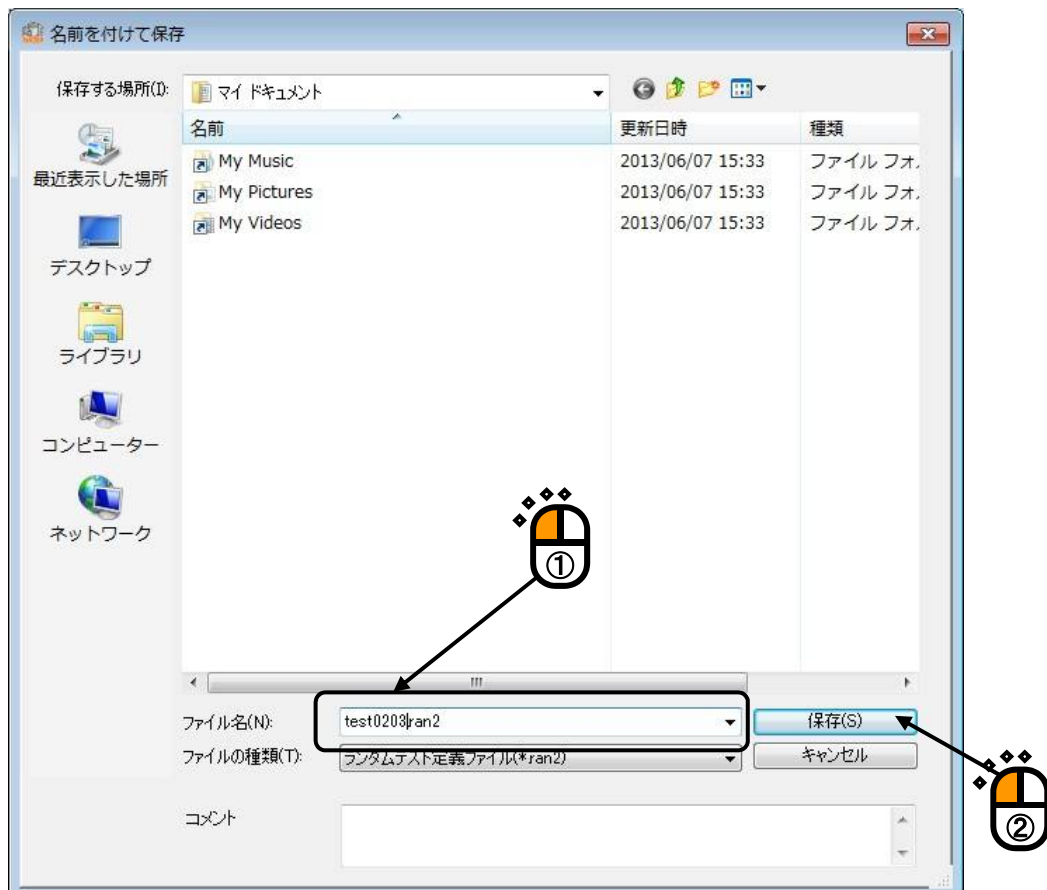 名前を付けて保存
保存する場所(I):
マイ ドキュメント
名前 更新日時 種類
My Music 2013/06/07 15:33 ファイル フォ
My Pictures 2013/06/07 15:33 ファイル フォ
My Videos 2013/06/07 15:33 ファイル フォ
最近表示した場所
デスクトップ
ライブラリ
コンピューター
ネットワーク
①
ファイル名(N): test0203.ran2 保存(S)
ファイルの種類(T): ランダムテスト定義ファイル(*ran2) キャンセル
②
コメント